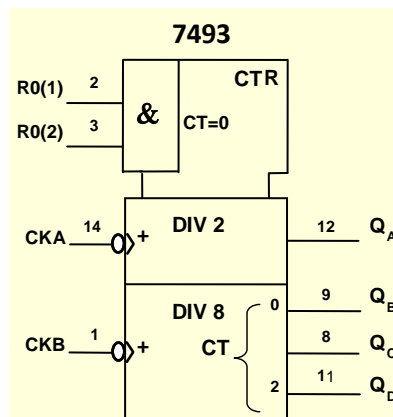 7493
CTR
R0(1) 2
& CT=0
R0(2) 3
CKA 14 + DIV 2 12 QA
DIV 8 0 9 QB
CKB 1 + CT 8 QC
2 11 QD